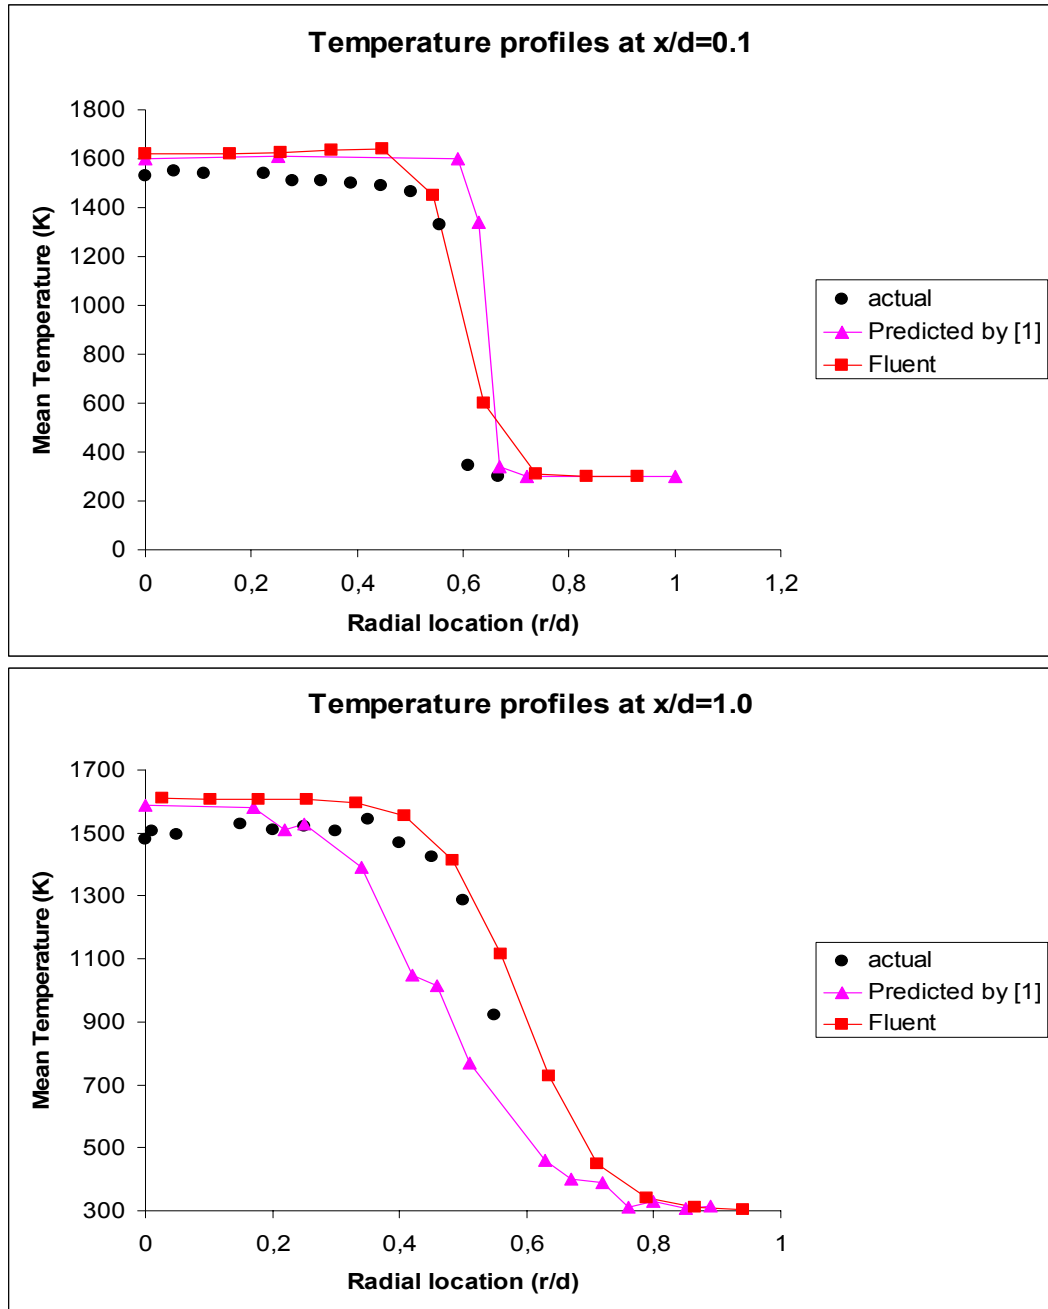 Temperature profiles at x/d=0.1
Mean Temperature (K)
1800
1600
1400
1200
1000
800
600
400
200
0
0 0,2 0,4 0,6 0,8 1 1,2
Radial location (r/d)
actual
Predicted by [1]
Fluent
Temperature profiles at x/d=1.0
Mean Temperature (K)
1700
1500
1300
1100
900
700
500
300
0 0,2 0,4 0,6 0,8 1
Radial location (r/d)
actual
Predicted by [1]
Fluent